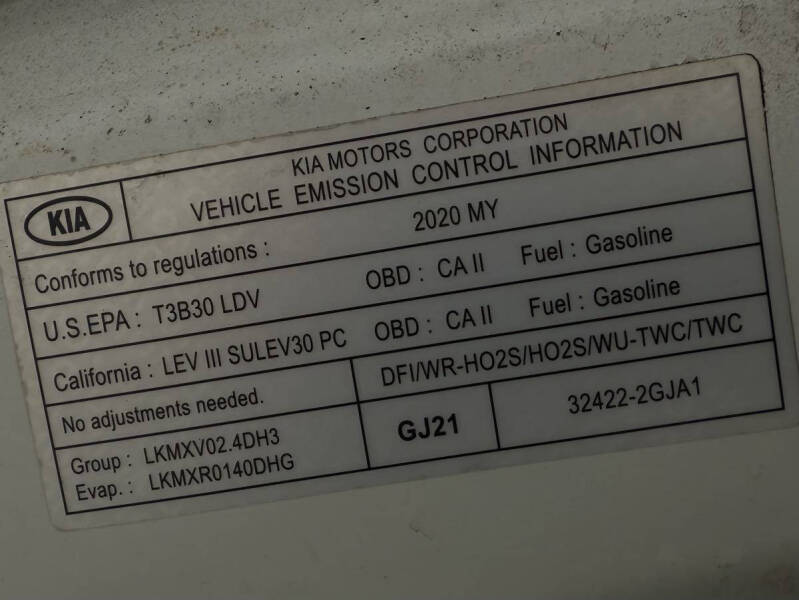 KIA
KIA MOTORS CORPORATION
VEHICLE EMISSION CONTROL INFORMATION
Conforms to regulations : 2020 MY
U.S.EPA : T3B30 LDV OBD : CA II Fuel : Gasoline
California : LEV III SULEV30 PC OBD : CA II Fuel : Gasoline
No adjustments needed. DFI/WR-HO2S/HO2S/WU-TWC/TWC
Group : LKMXV02.4DH3
Evap. : LKMXR0140DHG
GJ21
32422-2GJA1